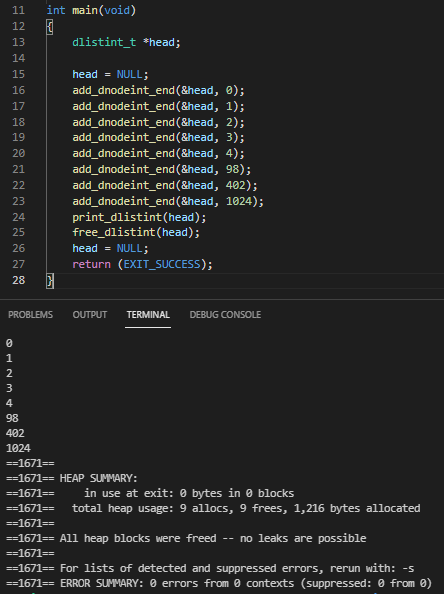 11 int main(void)
12 {
13     dlistint_t *head;
14
15     head = NULL;
16     add_dnodeint_end(&head, 0);
17     add_dnodeint_end(&head, 1);
18     add_dnodeint_end(&head, 2);
19     add_dnodeint_end(&head, 3);
20     add_dnodeint_end(&head, 4);
21     add_dnodeint_end(&head, 98);
22     add_dnodeint_end(&head, 402);
23     add_dnodeint_end(&head, 1024);
24     print_dlistint(head);
25     free_dlistint(head);
26     head = NULL;
27     return (EXIT_SUCCESS);
28 }
PROBLEMS OUTPUT TERMINAL DEBUG CONSOLE
0
1
2
3
4
98
402
1024
==1671==
==1671== HEAP SUMMARY:
==1671==     in use at exit: 0 bytes in 0 blocks
==1671==   total heap usage: 9 allocs, 9 frees, 1,216 bytes allocated
==1671==
==1671== All heap blocks were freed -- no leaks are possible
==1671==
==1671== For lists of detected and suppressed errors, rerun with: -s
==1671== ERROR SUMMARY: 0 errors from 0 contexts (suppressed: 0 from 0)